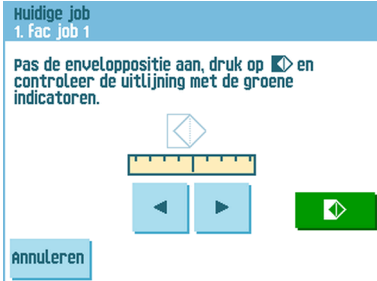 Huidige job
1. Fac job 1
Pas de enveloppositie aan, druk op en
controleer de uitlijning met de groene
indicatoren.
Annuleren